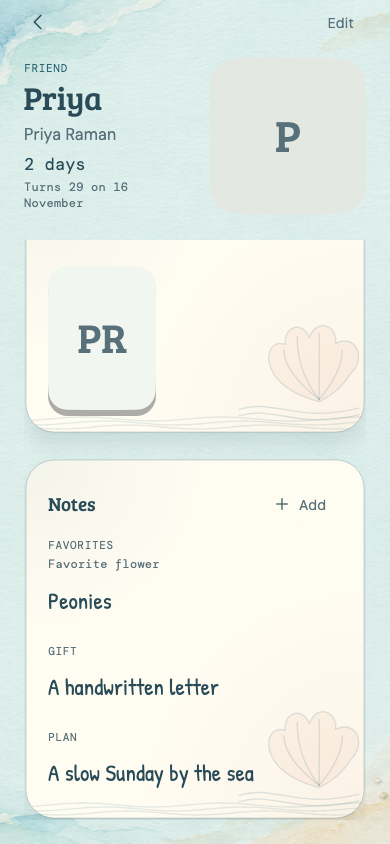 Edit
FRIEND
Priya
Priya Raman
2 days
Turns 29 on 16
November
P
PR
Notes
+ Add
FAVORITES
Favorite flower
Peonies
GIFT
A handwritten letter
PLAN
A slow Sunday by the sea